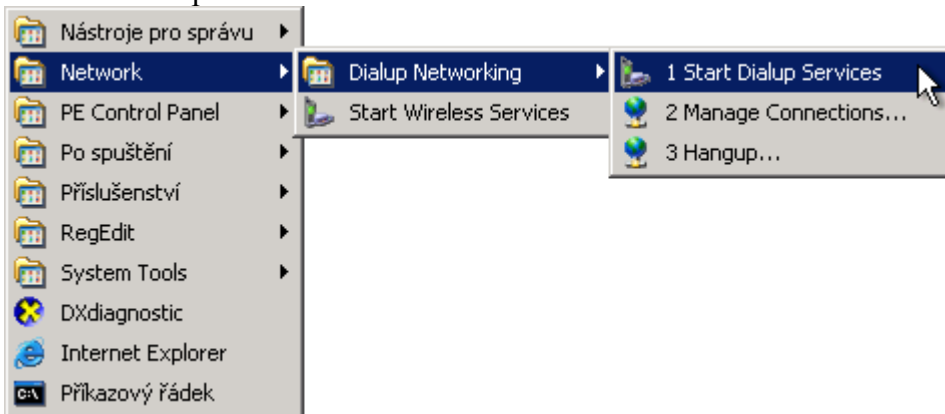 Nástroje pro správu
Network
PE Control Panel
Po spuštění
Příslušenství
RegEdit
System Tools
DXdiagnostic
Internet Explorer
Příkazový řádek
Dialup Networking
Start Wireless Services
1 Start Dialup Services
2 Manage Connections...
3 Hangup...